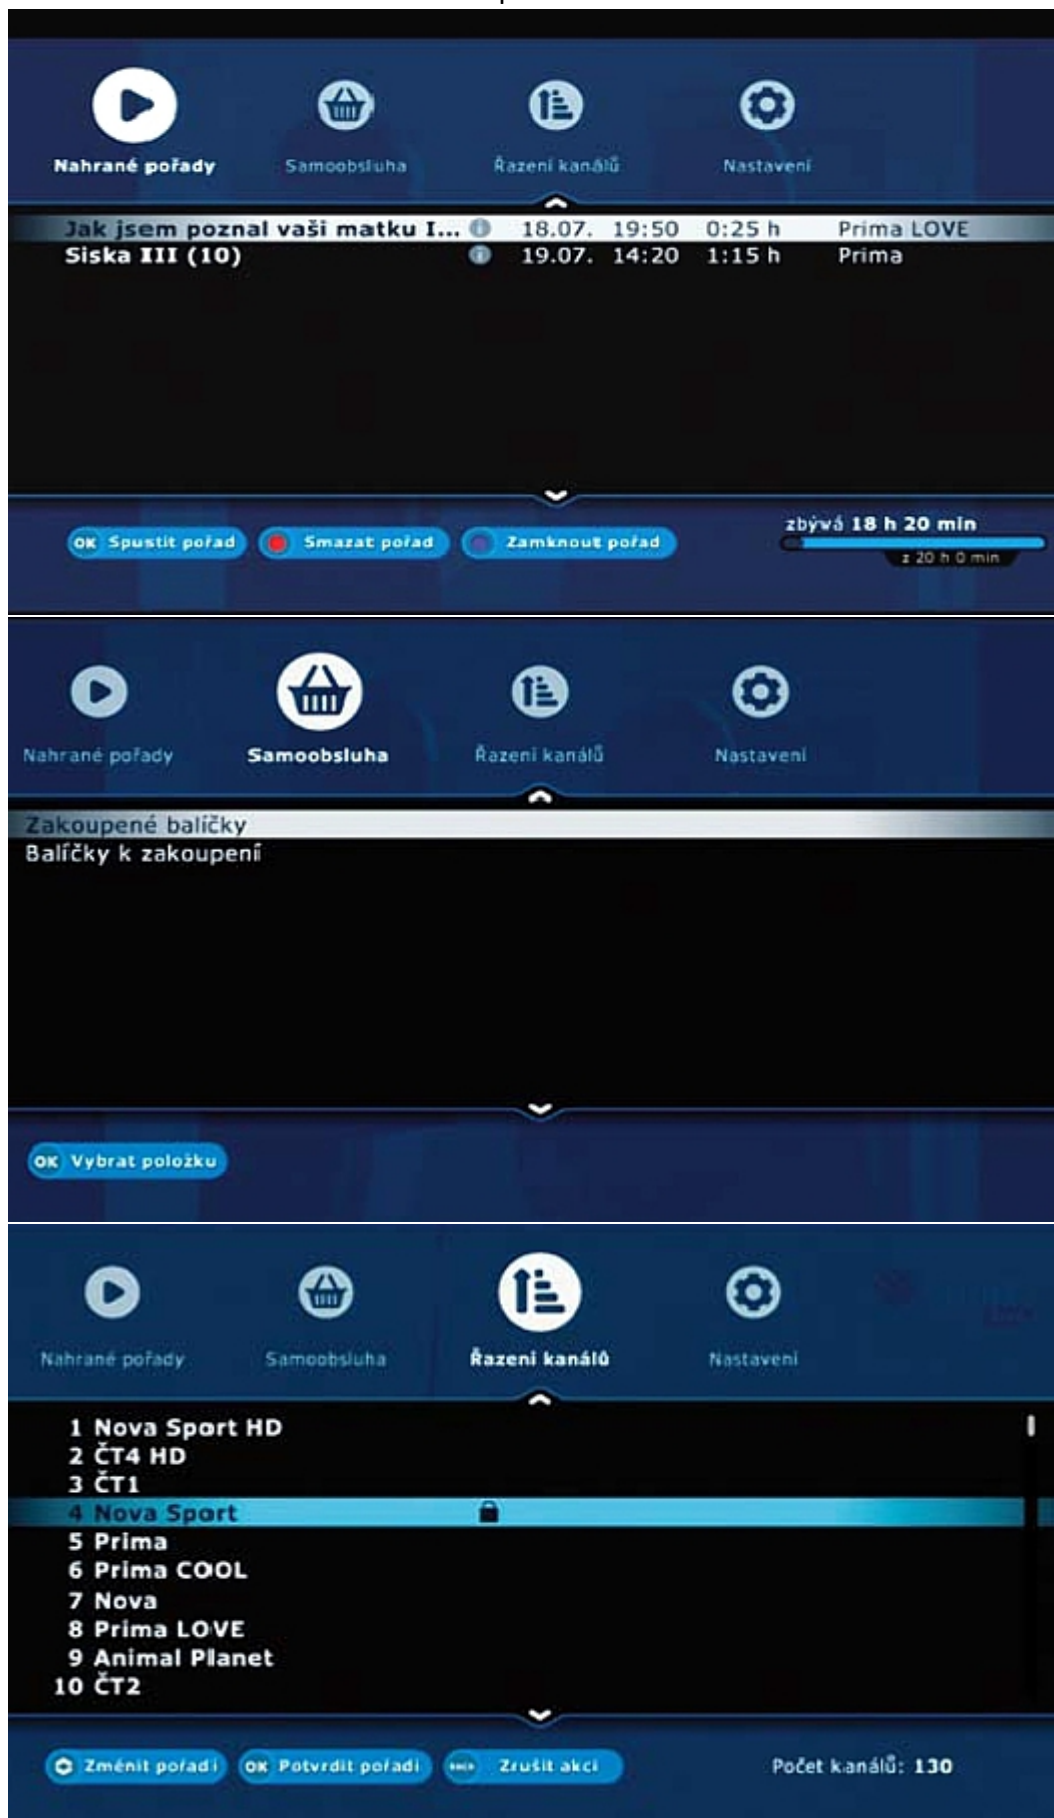 Nahrané pořady Samoobsluha Řazení kanálů Nastavení
Jak jsem poznal vaši matku I... 18.07. 19:50 0:25 h Prima LOVE
Siska III (10) 19.07. 14:20 1:15 h Prima
zbývá 18 h 20 min
OK Spustit pořad Smazat pořad Zamknout pořad
z 20 h 0 min
Nahrané pořady Samoobsluha Řazení kanálů Nastavení
Zakoupené balíčky
Balíčky k zakoupení
OK Vybrat položku
Nahrané pořady Samoobsluha Řazení kanálů Nastavení
1 Nova Sport HD
2 ČT4 HD
3 ČT1
4 Nova Sport
5 Prima
6 Prima COOL
7 Nova
8 Prima LOVE
9 Animal Planet
10 ČT2
Změnit pořadí OK Potvrdit pořadí Zrušit akci Počet kanálů: 130